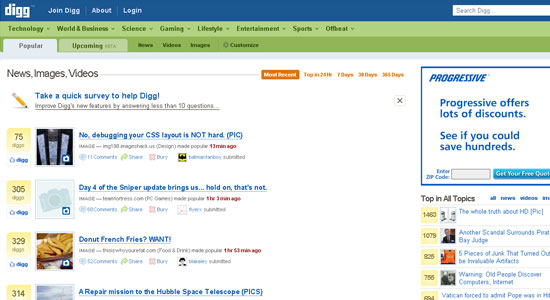 digg
Join Digg About Login
Search Digg...
Technology World & Business Science Gaming Lifestyle Entertainment Sports Offbeat
Popular Upcoming BETA News Videos Images Customize
News, Images, Videos
Most Recent Top in 24 Hr 7 Days 30 Days 365 Days
Take a quick survey to help Digg!
Improve Digg's new features by answering less than 10 questions...
75
diggs
digg
No, debugging your CSS layout is NOT hard. (PIC)
IMAGE — img198.imageshack.us (Design) made popular 13 min ago
11 Comments Share Bury batmanfanboy submitted
305
diggs
digg
Day 4 of the Sniper update brings us... hold on, that's not.
IMAGE — teamfortress.com (PC Games) made popular 1 hr 3 min ago
68 Comments Share Bury submitted
329
diggs
digg
Donut French Fries? WANT!
IMAGE — thisiswhyyourefat.com (Food & Drink) made popular 1 hr 53 min ago
52 Comments Share Bury submitted
314
A Repair mission to the Hubble Space Telescope (PICS)
PROGRESSIVE
Progressive offers
lots of discounts.
See if you could
save hundreds.
Enter
ZIP Code:
Get Your Free Quot
Top in All Topics all news videos ima
1463 The whole truth about HD [Pic]
1079 Another Scandal Surrounds Pirat
Bay Judge
825 5 Pieces of Junk That Turned Out
be Invaluable Artifacts
755 Warning: Old People Discover
Computers, Internet
694 Vatican forced to admit Pope was in Hit